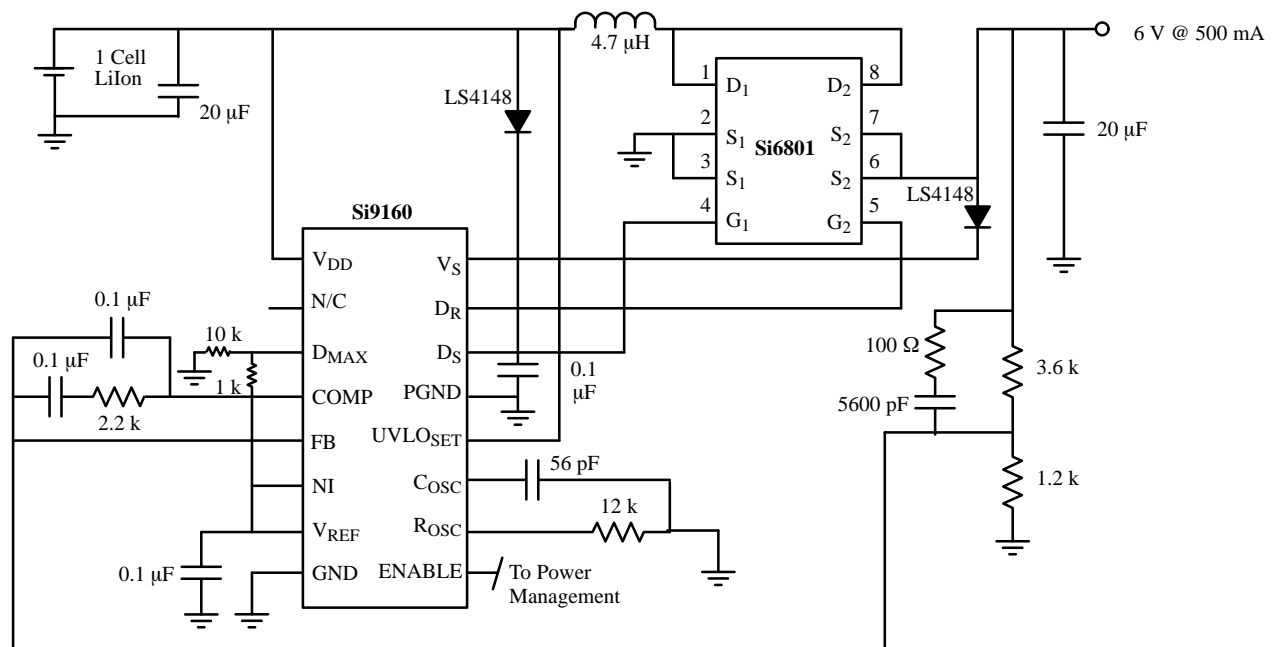 6 V @ 500 mA
4.7 µH
1 Cell
LiIon
20 µF
LS4148
1
D1
D2
8
2
S1
S2
7
Si6801
3
S1
S2
6
4
G1
G2
5
LS4148
20 µF
Si9160
VDD
VS
N/C
DR
0.1 µF
10 k
DMAX
DS
0.1 µF
1 k
COMP
PGND
0.1
µF
2.2 k
FB
UVLOSET
NI
COSC
56 pF
VREF
ROSC
12 k
0.1 µF
GND
ENABLE
To Power
Management
100 Ω
3.6 k
5600 pF
1.2 k